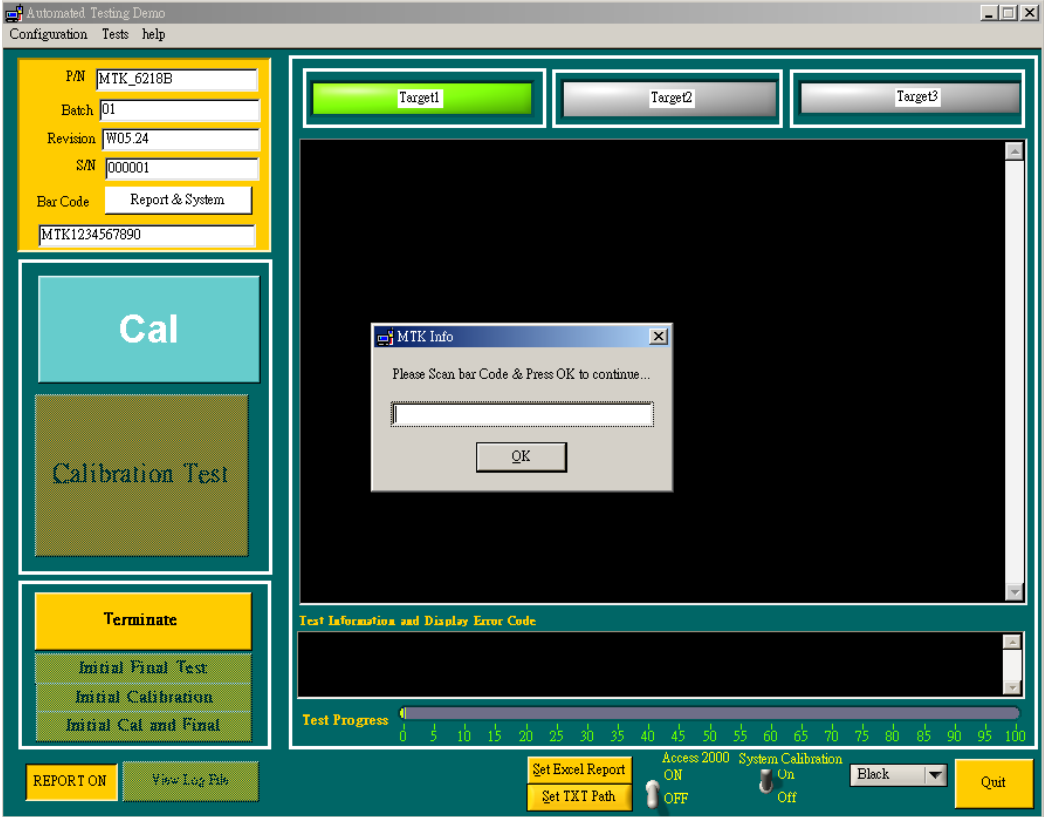 Automated Testing Demo
Configuration Tests help
P/N MTK_6218B
Batch 01
Revision W05.24
S/N 000001
Bar Code Report & System
MTK1234567890
Cal
Calibration Test
Terminate
Initial Final Test
Initial Calibration
Initial Cal and Final
REPORT ON View Log File
Target1 Target2 Target3
MTK Info
Please Scan bar Code & Press OK to continue...
OK
Test Information and Display Error Code
Test Progress
0 5 10 15 20 25 30 35 40 45 50 55 60 65 70 75 80 85 90 95 100
Set Excel Report
Set TXT Path
Access 2000
ON
OFF
System Calibration
On
Off
Black
Quit